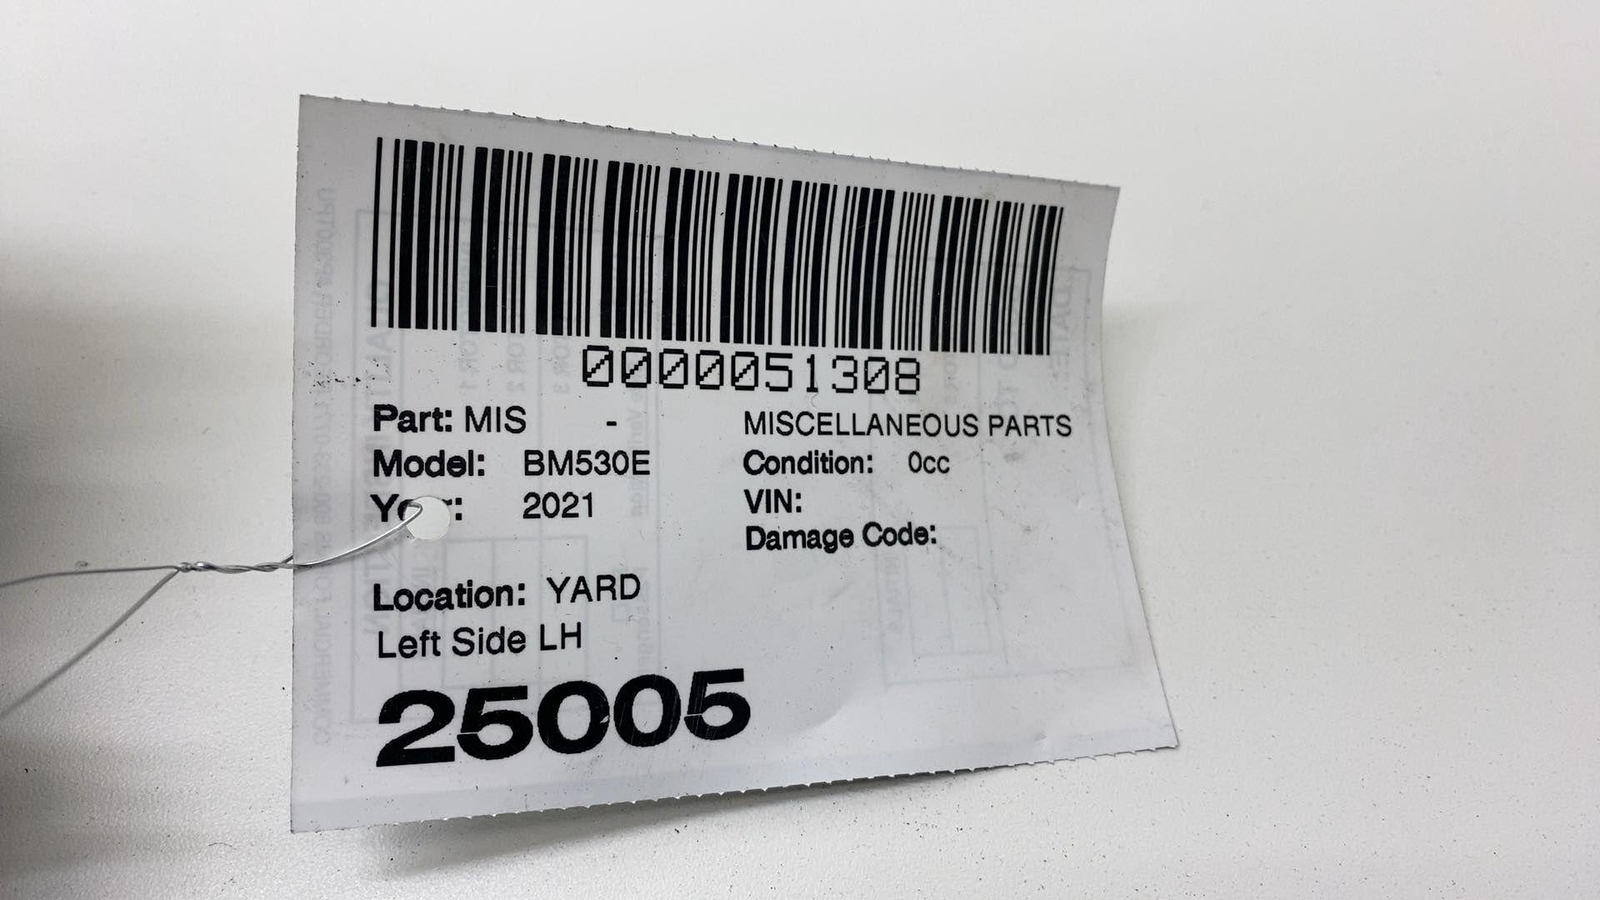 0000051308
Part: MIS - MISCELLANEOUS PARTS
Model: BM530E Condition: 0cc
Year: 2021 VIN:
Damage Code:
Location: YARD
Left Side LH
25005